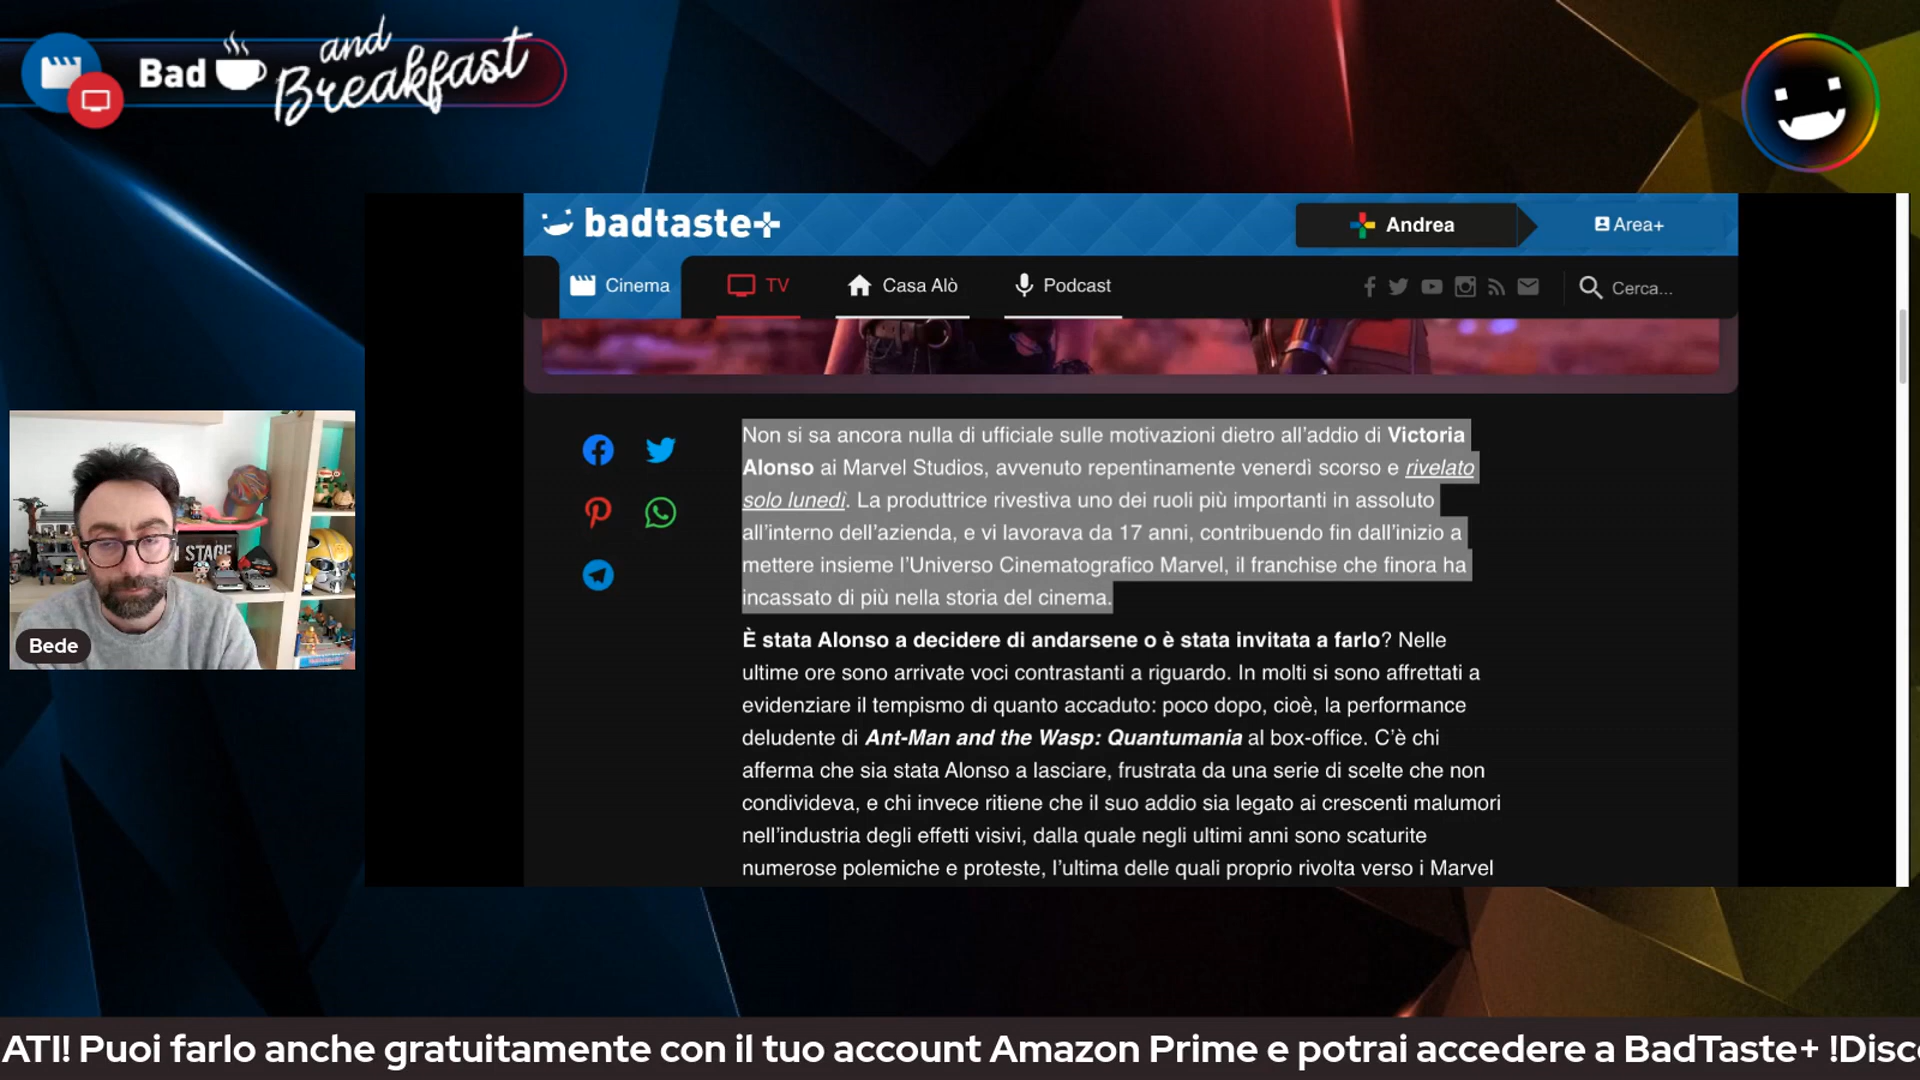 Bad and Breakfast
badtaste+
Andrea
Area+
Cinema
TV
Casa Alò
Podcast
Cerca...
Non si sa ancora nulla di ufficiale sulle motivazioni dietro all'addio di Victoria
Alonso ai Marvel Studios, avvenuto repentinamente venerdì scorso e rivelato
solo lunedì. La produttrice rivestiva uno dei ruoli più importanti in assoluto
all'interno dell'azienda, e vi lavorava da 17 anni, contribuendo fin dall'inizio a
mettere insieme l'Universo Cinematografico Marvel, il franchise che finora ha
incassato di più nella storia del cinema.
È stata Alonso a decidere di andarsene o è stata invitata a farlo? Nelle
ultime ore sono arrivate voci contrastanti a riguardo. In molti si sono affrettati a
evidenziare il tempismo di quanto accaduto: poco dopo, cioè, la performance
deludente di Ant-Man and the Wasp: Quantumania al box-office. C'è chi
afferma che sia stata Alonso a lasciare, frustrata da una serie di scelte che non
condivideva, e chi invece ritiene che il suo addio sia legato ai crescenti malumori
nell'industria degli effetti visivi, dalla quale negli ultimi anni sono scaturite
numerose polemiche e proteste, l'ultima delle quali proprio rivolta verso i Marvel
STAGE
Bede
ATI! Puoi farlo anche gratuitamente con il tuo account Amazon Prime e potrai accedere a BadTaste+ !Disc